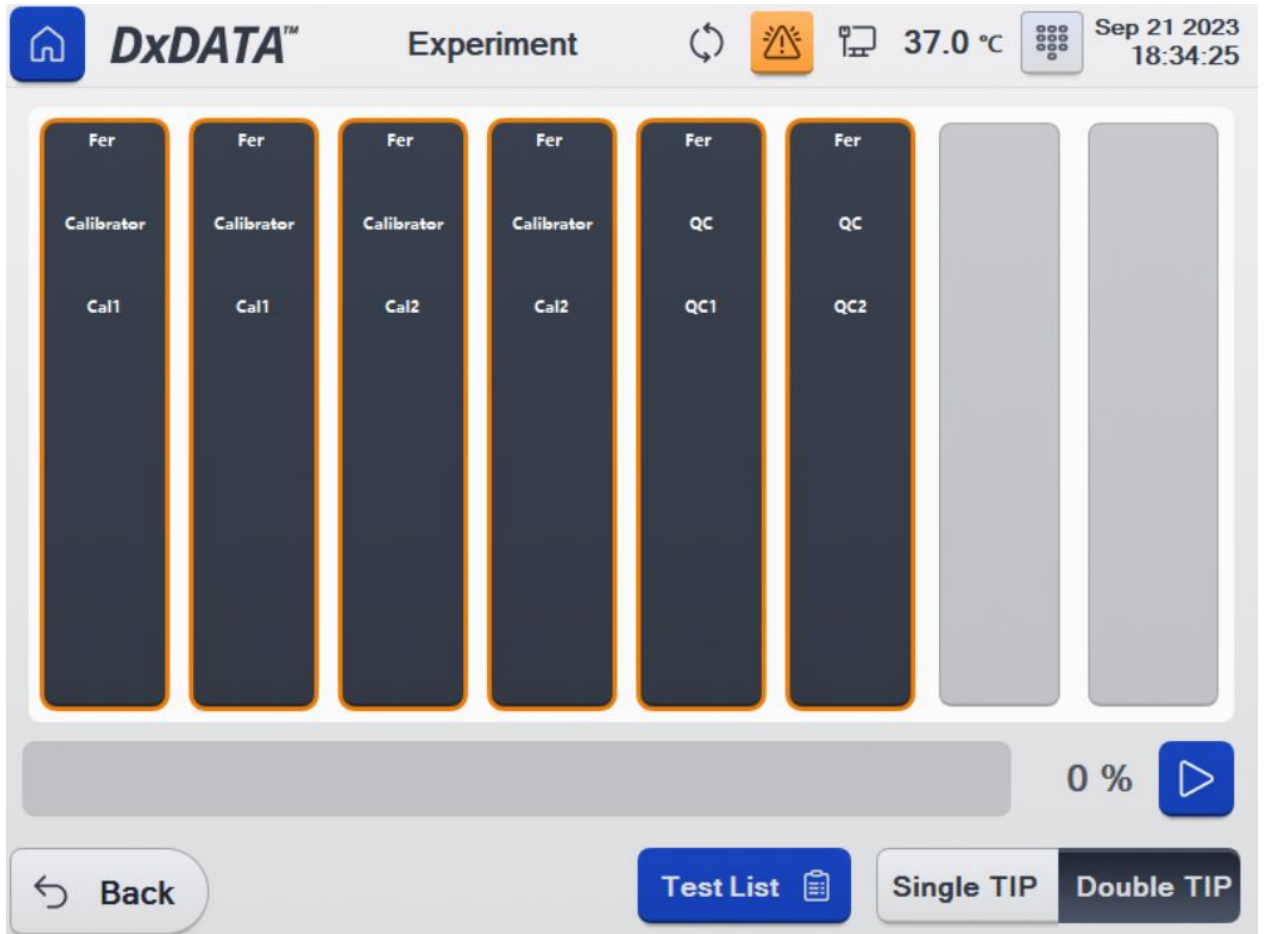 DxDATA™ Experiment 37.0 °C Sep 21 2023
18:34:25
Fer Fer Fer Fer Fer Fer
Calibrator Calibrator Calibrator Calibrator QC QC
Cal1 Cal1 Cal2 Cal2 QC1 QC2
0 %
Back Test List Single TIP Double TIP